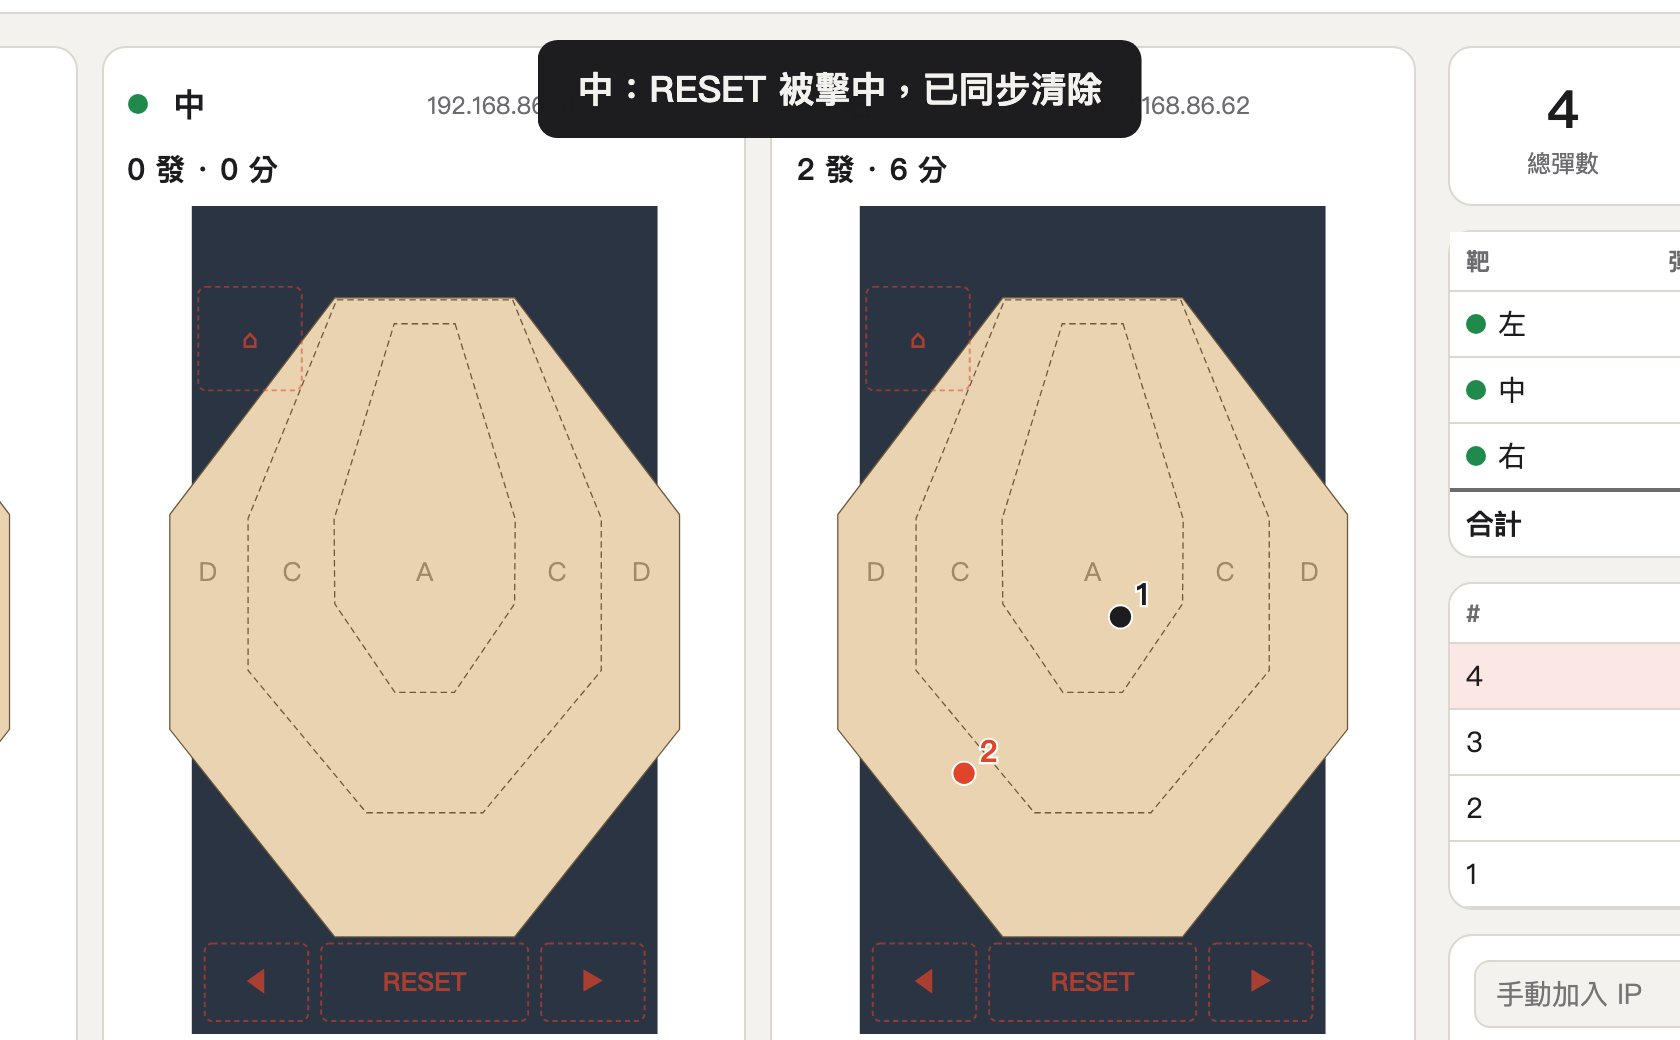 中：RESET 被擊中，已同步清除
中
192.168.86
168.86.62
0 發 · 0 分
2 發 · 6 分
D C A C D
RESET
D C A C D
1
2
RESET
4
總彈數
靶
左
中
右
合計
#
4
3
2
1
手動加入 IP